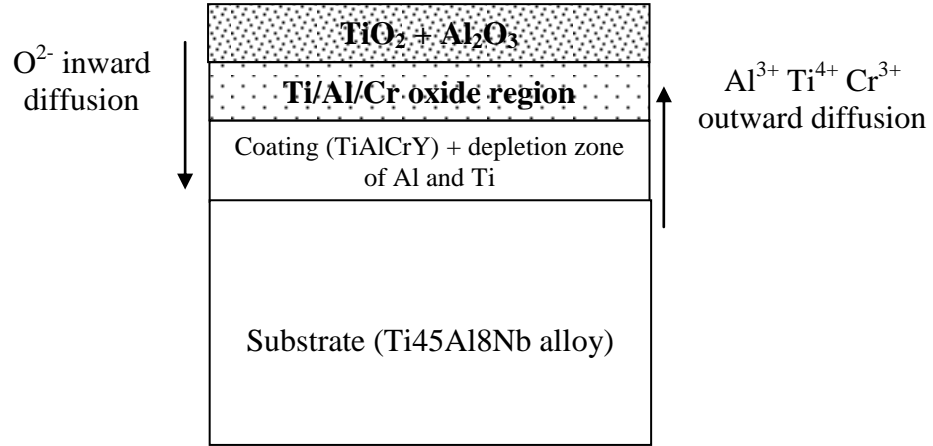 TiO₂ + Al₂O₃
O²⁻ inward
diffusion
Ti/Al/Cr oxide region
Al³⁺ Ti⁴⁺ Cr³⁺
outward diffusion
Coating (TiAlCrY) + depletion zone
of Al and Ti
Substrate (Ti45Al8Nb alloy)